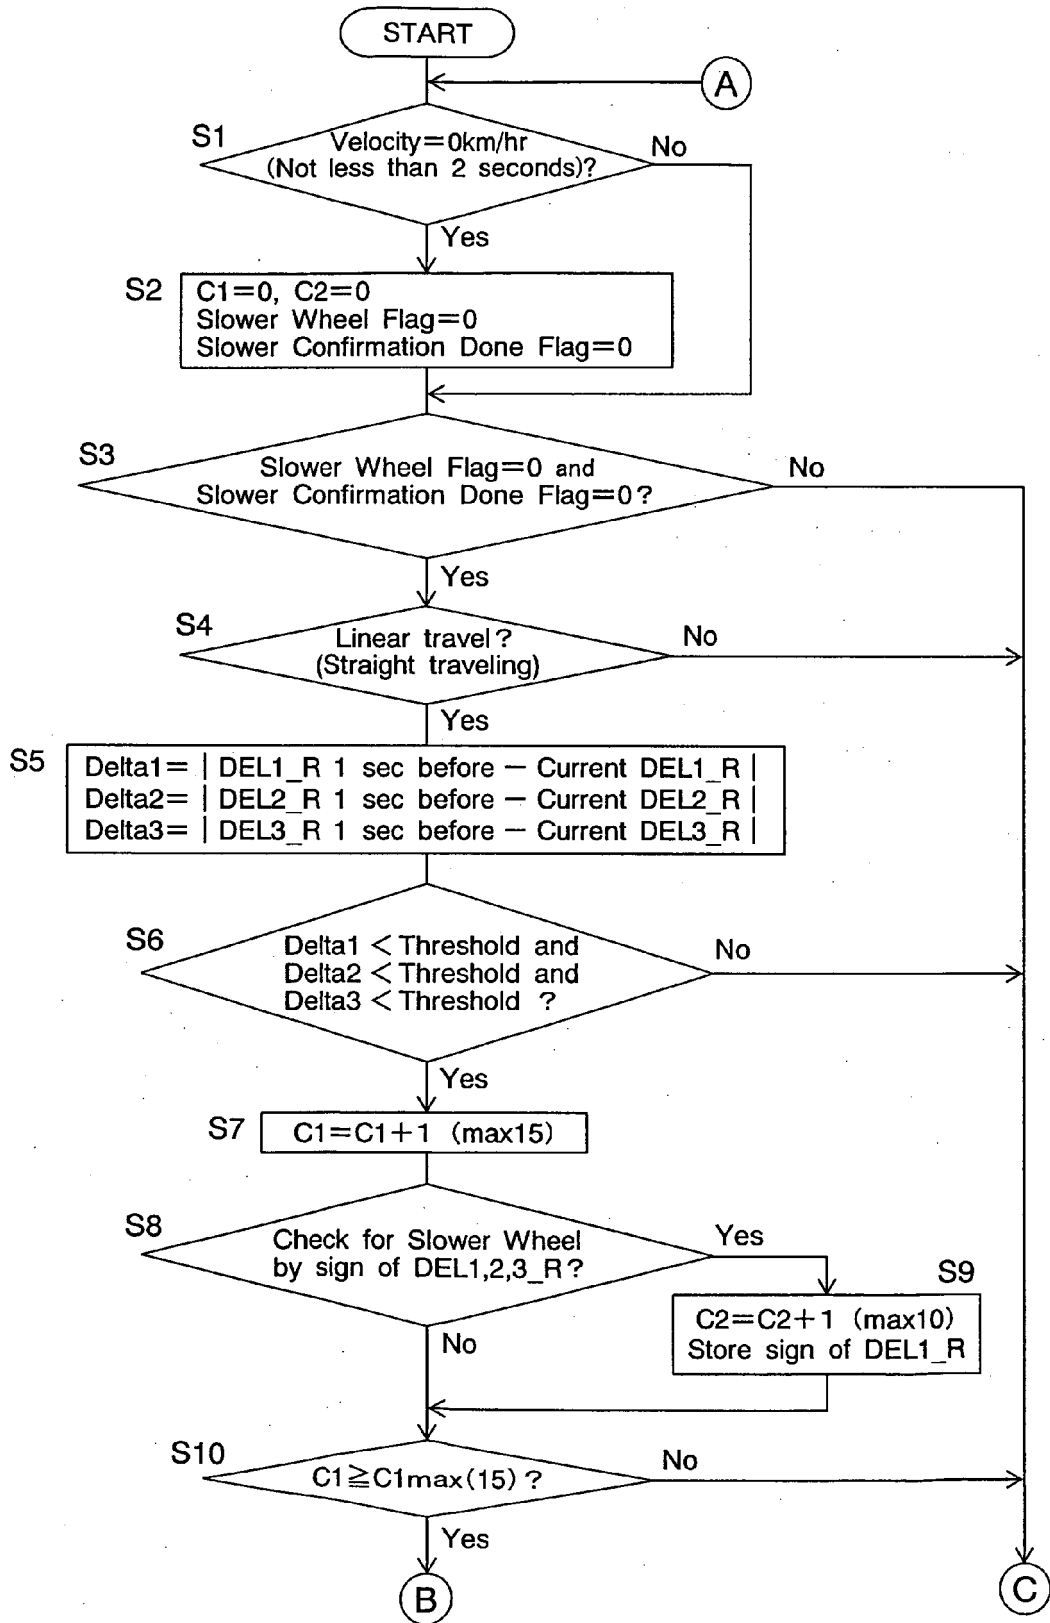 START
A
S1
Velocity=0km/hr
(Not less than 2 seconds)?
No
Yes
S2
C1=0, C2=0
Slower Wheel Flag=0
Slower Confirmation Done Flag=0
S3
Slower Wheel Flag=0 and
Slower Confirmation Done Flag=0?
No
Yes
S4
Linear travel?
(Straight traveling)
No
Yes
S5
Delta1=｜DEL1_R 1 sec before − Current DEL1_R｜
Delta2=｜DEL2_R 1 sec before − Current DEL2_R｜
Delta3=｜DEL3_R 1 sec before − Current DEL3_R｜
S6
Delta1 < Threshold and
Delta2 < Threshold and
Delta3 < Threshold ?
No
Yes
S7
C1=C1+1 (max15)
S8
Check for Slower Wheel
by sign of DEL1,2,3_R?
Yes
No
S9
C2=C2+1 (max10)
Store sign of DEL1_R
S10
C1≧C1max(15)?
No
Yes
B
C